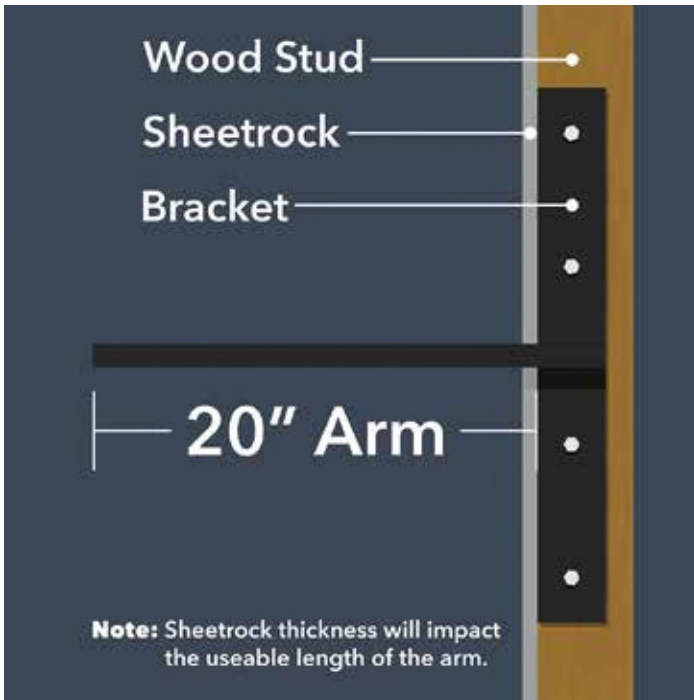 Wood Stud
Sheetrock
Bracket
20” Arm
Note: Sheetrock thickness will impact
the useable length of the arm.